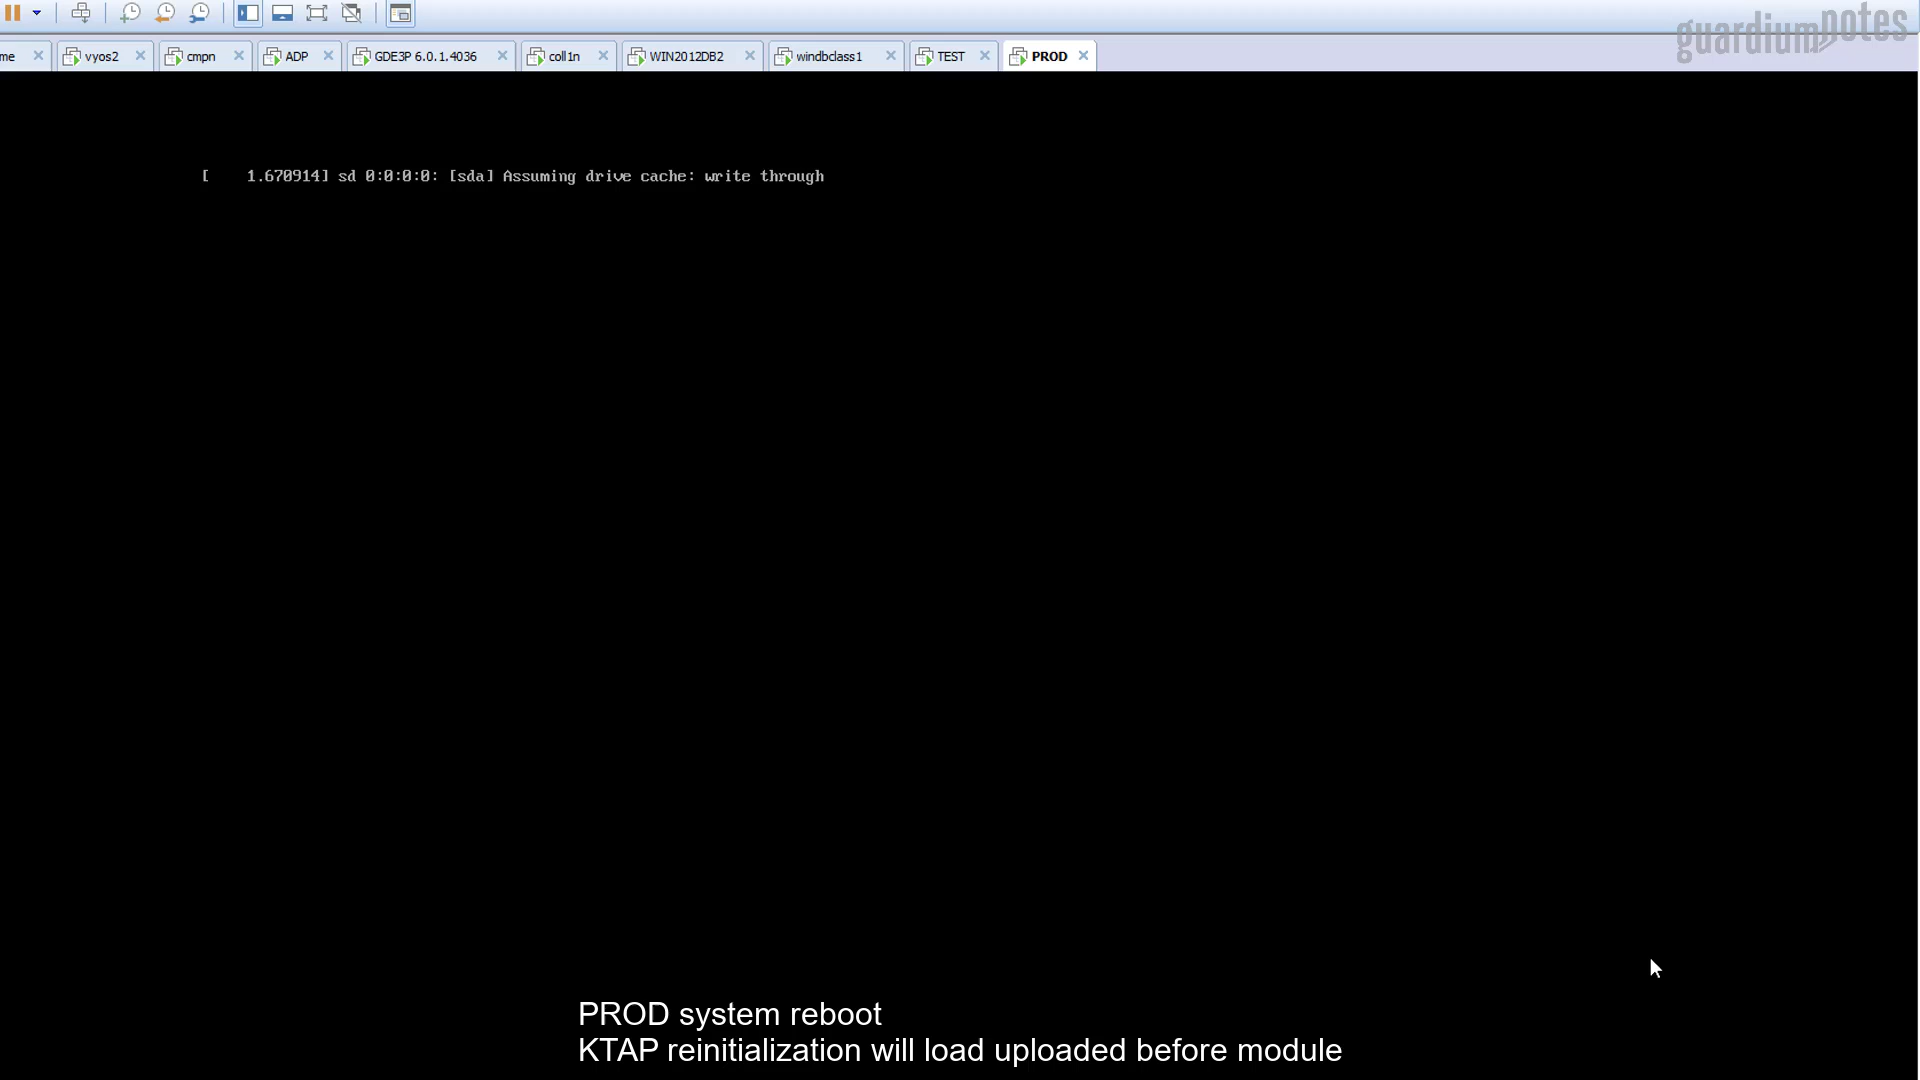 guardiumnotes
me vyos2 cmpn ADP GDE3P 6.0.1.4036 coll1n WIN2012DB2 windbclass1 TEST PROD
[    1.670914] sd 0:0:0:0: [sda] Assuming drive cache: write through
PROD system reboot
KTAP reinitialization will load uploaded before module